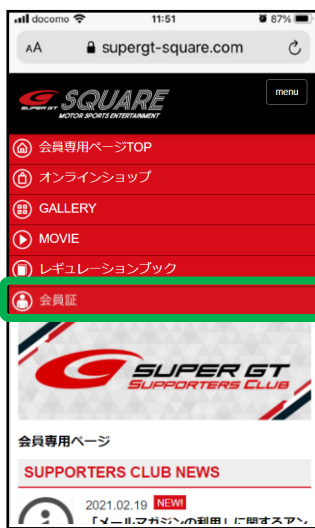 docomo 11:51 87%
AA supergt-square.com
SUPER GT SQUARE
MOTOR SPORTS ENTERTAINMENT
menu
会員専用ページTOP
オンラインショップ
GALLERY
MOVIE
レギュレーションブック
会員証
SUPER GT
SUPPORTERS CLUB
会員専用ページ
SUPPORTERS CLUB NEWS
2021.02.19 NEW!
「メールマガジンの利用」に関するアン